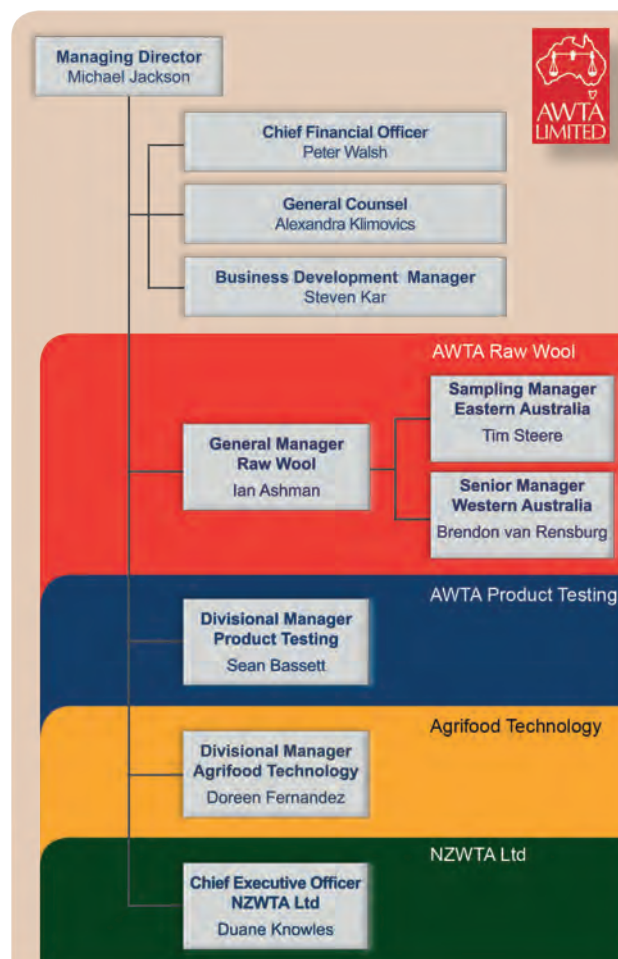 Managing Director
Michael Jackson
AWTA
LIMITED
Chief Financial Officer
Peter Walsh
General Counsel
Alexandra Klimovics
Business Development Manager
Steven Kar
AWTA Raw Wool
Sampling Manager
Eastern Australia
Tim Steere
General Manager
Raw Wool
Ian Ashman
Senior Manager
Western Australia
Brendon van Rensburg
AWTA Product Testing
Divisional Manager
Product Testing
Sean Bassett
Agrifood Technology
Divisional Manager
Agrifood Technology
Doreen Fernandez
NZWTA Ltd
Chief Executive Officer
NZWTA Ltd
Duane Knowles